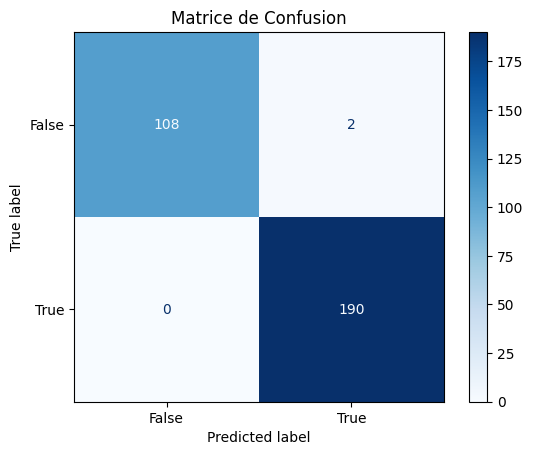 Matrice de Confusion
True label
False
108
2
True
0
190
False
True
Predicted label
175
150
125
100
75
50
25
0